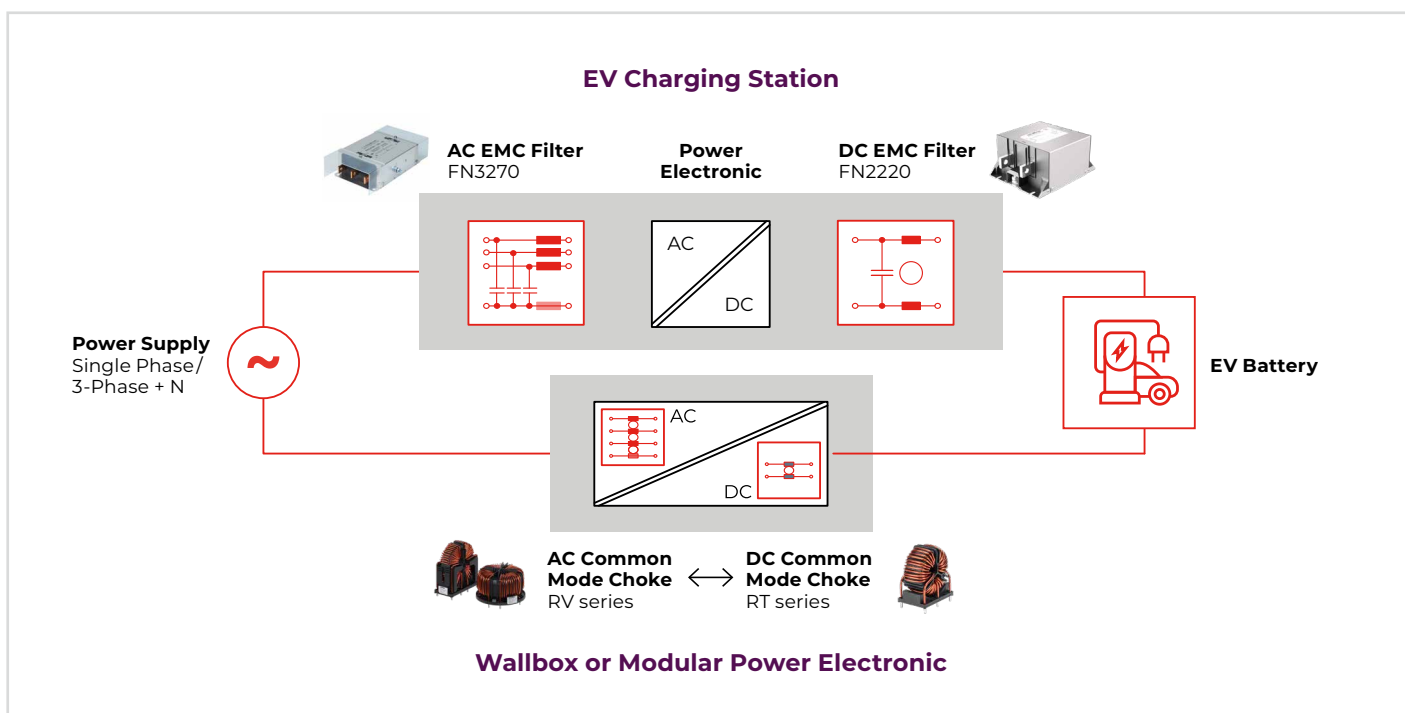 EV Charging Station
AC EMC Filter
FN3270
Power
Electronic
DC EMC Filter
FN2220
AC
DC
Power Supply
Single Phase/
3-Phase + N
~
EV Battery
AC
DC
AC Common
Mode Choke
RV series
DC Common
Mode Choke
RT series
Wallbox or Modular Power Electronic